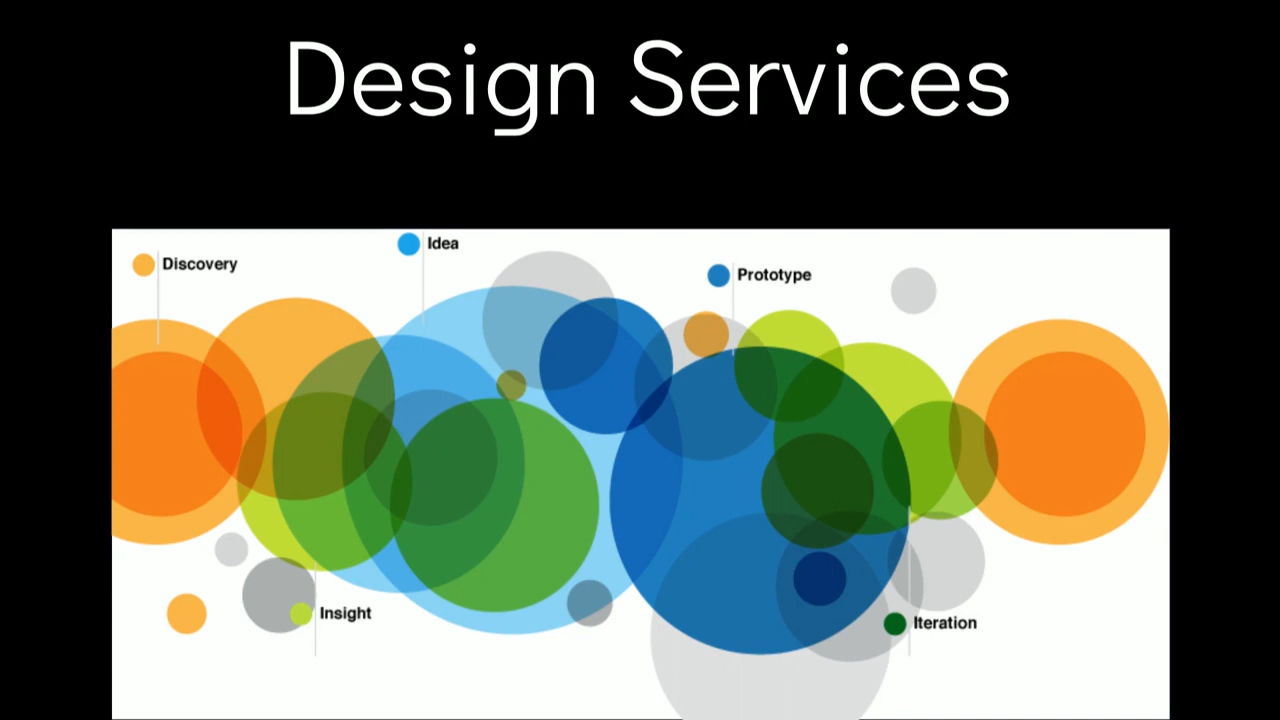 Design Services
Discovery
Idea
Prototype
Insight
Iteration